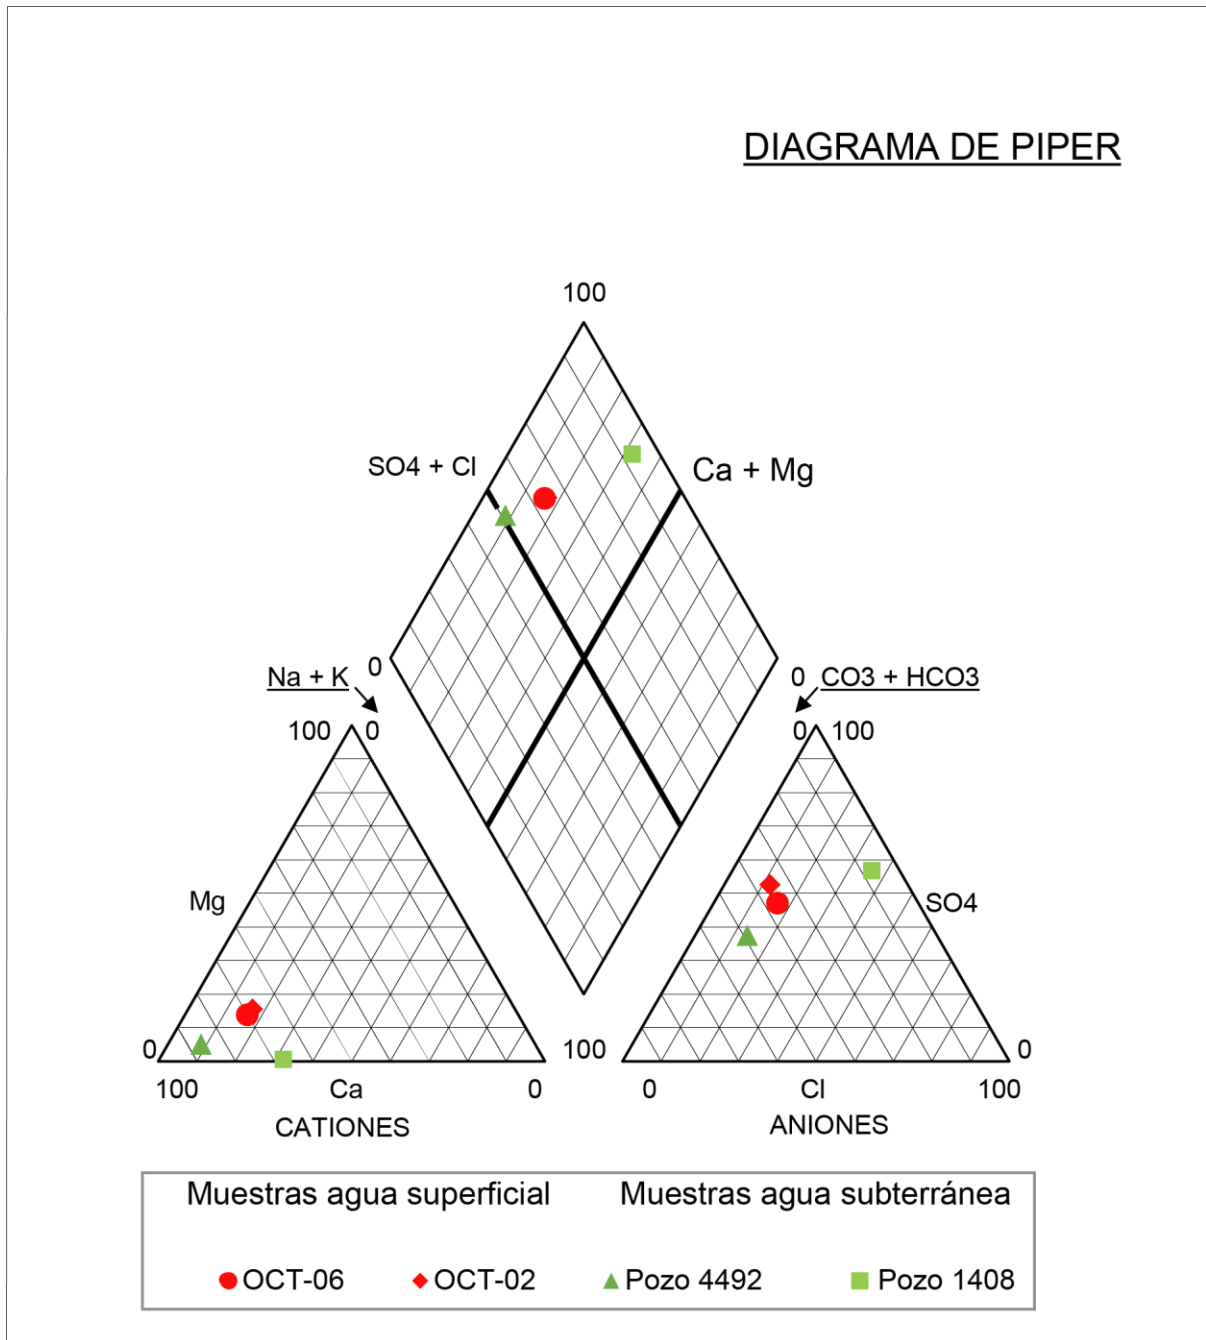 DIAGRAMA DE PIPER
100
SO4 + Cl
Ca + Mg
0
0
Na + K
CO3 + HCO3
100 0
0 100
Mg
SO4
0
100
0
100 Ca 0
0 Cl 100
CATIONES
ANIONES
Muestras agua superficial Muestras agua subterránea
OCT-06 OCT-02 Pozo 4492 Pozo 1408